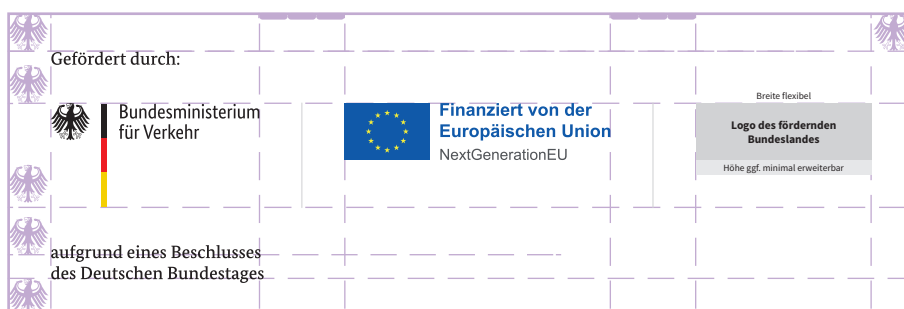 Gefördert durch:
Bundesministerium
für Verkehr
Finanziert von der
Europäischen Union
NextGenerationEU
Breite flexibel
Logo des fördernden
Bundeslandes
Höhe ggf. minimal erweiterbar
aufgrund eines Beschlusses
des Deutschen Bundestages